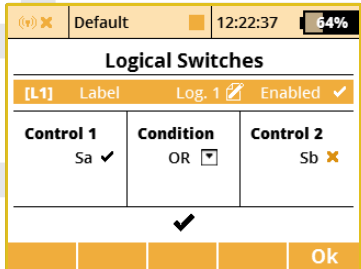 Default 12:22:37 64%
Logical Switches
[L1] Label Log. 1 Enabled
Control 1 Condition Control 2
Sa OR Sb
Ok